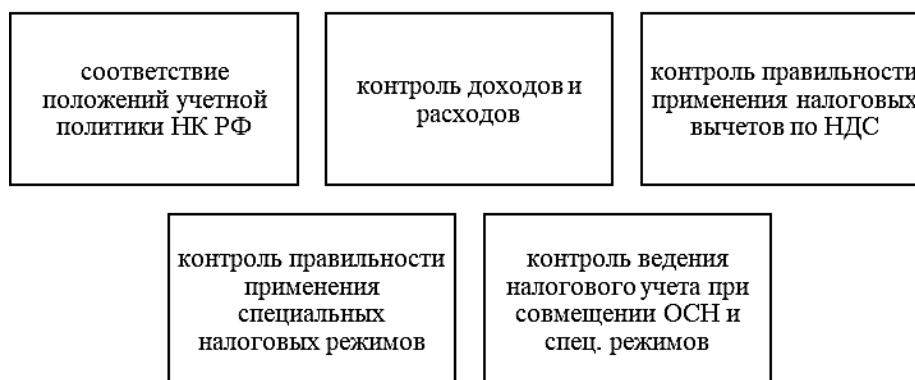 соответствие
положений учетной
политики НК РФ
контроль доходов и
расходов
контроль правильности
применения налоговых
вычетов по НДС
контроль правильности
применения
специальных
налоговых режимов
контроль ведения
налогового учета при
совмещении ОСН и
спец. режимов